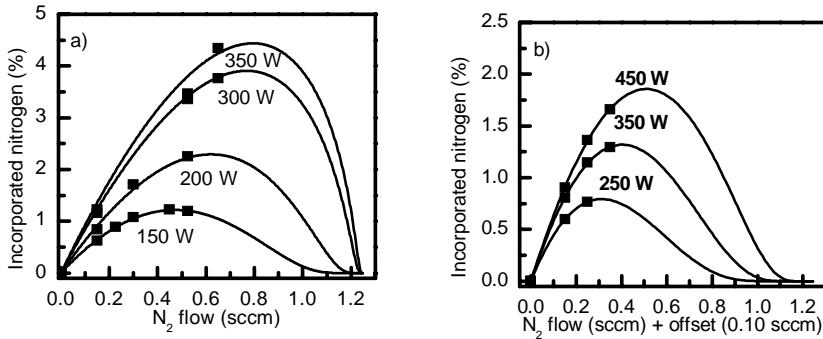 a)
Incorporated nitrogen (%)
5
4
3
2
1
0
350 W
300 W
200 W
150 W
0.0 0.2 0.4 0.6 0.8 1.0 1.2
N₂ flow (sccm)
b)
Incorporated nitrogen (%)
2.5
2.0
1.5
1.0
0.5
0.0
450 W
350 W
250 W
0.0 0.2 0.4 0.6 0.8 1.0 1.2
N₂ flow (sccm) + offset (0.10 sccm)